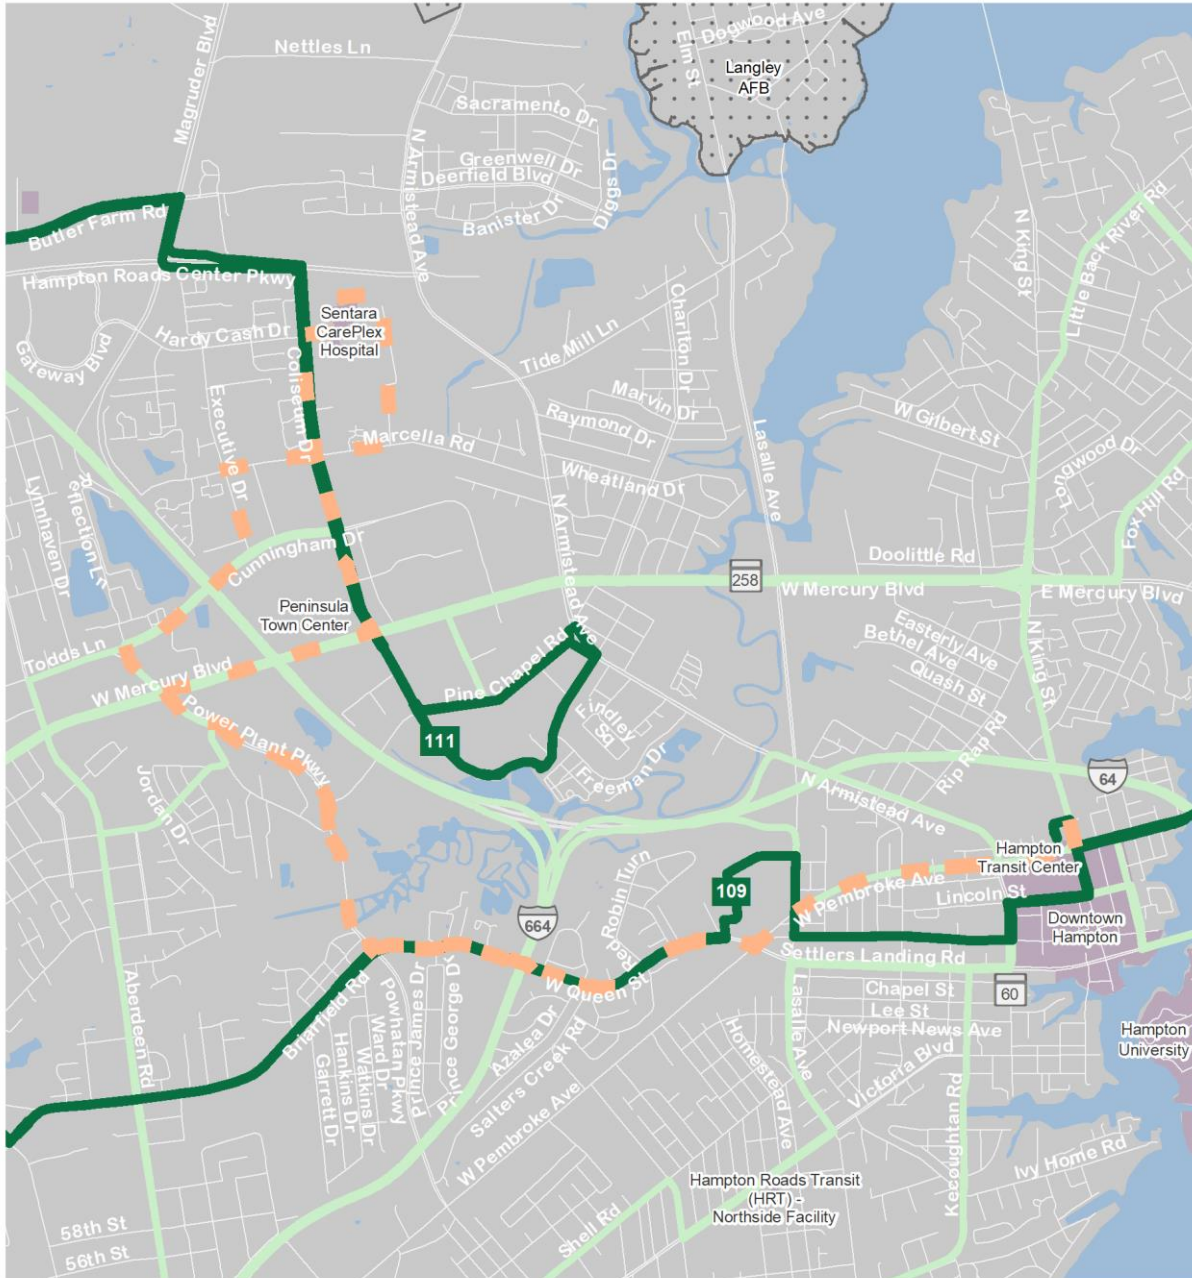 Dogwood Ave
Elm St
Langley
AFB
Nettles Ln
Magruder Blvd
Sacramento Dr
N Armistead Ave
Greenwell Dr
Deerfield Blvd
Diggs Dr
Banister Dr
Butler Farm Rd
N King St
Little Back River Rd
Hampton Roads Center Pkwy
Sentara
CarePlex
Hospital
Hardy Cash Dr
Gateway Blvd
Coliseum Dr
Charlton Dr
Tide Mill Ln
Executive Dr
Marcella Rd
Marvin Dr
Raymond Dr
W Gilbert St
Lasalle Ave
Longwood Dr
Wheatland Dr
Fox Hill Rd
Lynnhaven Dr
Reflection Ln
Cunningham Dr
N Armistead Ave
Doolittle Rd
258
W Mercury Blvd
E Mercury Blvd
Peninsula
Town Center
Todds Ln
W Mercury Blvd
Pine Chapel Rd
Easterly Ave
Bethel Ave
Quash St
N King St
Power Plant Pkwy
Findley
Sq
111
Freeman Dr
Rip Rap Rd
Jordan Dr
64
N Armistead Ave
Hampton
Transit Center
109
W Pembroke Ave
Lincoln St
Red Robin Turn
Downtown
Hampton
664
Settlers Landing Rd
W Queen St
60
Chapel St
Lee St
Newport News Ave
Hampton
University
Aberdeen Rd
Briarfield Rd
Powhatan Pkwy
Prince James Dr
Prince George Dr
Azalea Dr
Salters Creek Rd
Lasalle Ave
Homestead Ave
Victoria Blvd
Ward Dr
Watkins Dr
Hankins Dr
Garrett Dr
W Pembroke Ave
Kecoughtan Rd
Ivy Home Rd
Hampton Roads Transit
(HRT) -
Northside Facility
Shell Rd
58th St
56th St